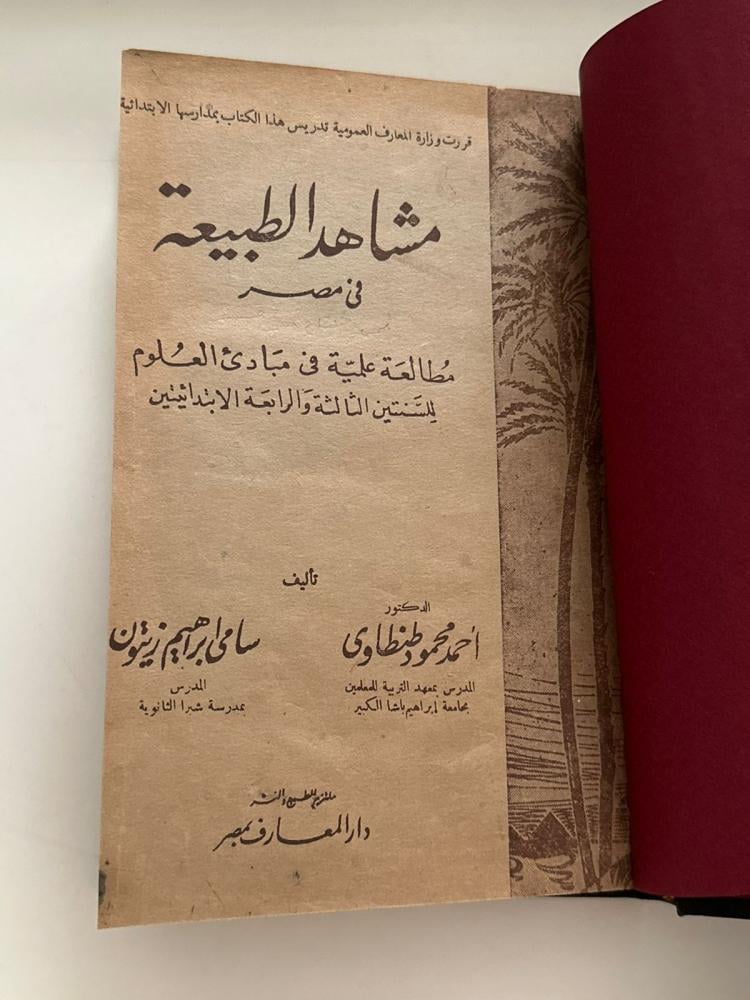 قررت وزارة المعارف العمومية تدريس هذا الكتاب بمدارسها الابتدائية
مشاهد الطبيعة
فى مصر
مطالعة علمية فى مبادئ العلوم
للسنتين الثالثة والرابعة الابتدائيتين
تأليف
الدكتور
أحمد محمود طنطاوى
المدرس بمعهد التربية للمعلمين
بجامعة إبراهيم باشا الكبير
سامى ابراهيم زيتون
المدرس
بمدرسة شبرا الثانوية
ملتزم الطبع والنشر
دار المعارف بمصر